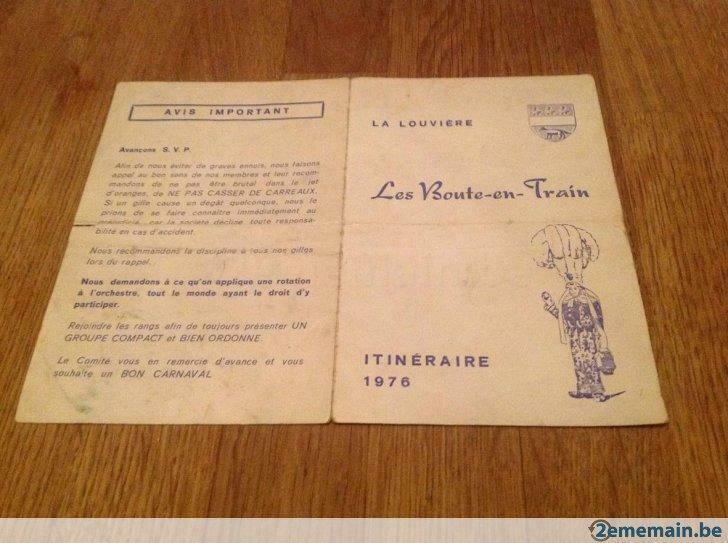 AVIS IMPORTANT
Avançons S. V. P.
Afin de nous éviter de graves ennuis, nous faisons
appel au bon sens de nos membres et leur recom-
mandons de ne pas être brutal dans le jet
d'oranges, de NE PAS CASSER DE CARREAUX.
Si un gille cause un dégât quelconque, nous le
prions de se faire connaître immédiatement au
car la société décline toute responsa-
bilité en cas d'accident.
Nous recommandons la discipline à tous nos gilles
lors du rappel.
Nous demandons à ce qu'on applique une rotation
à l'orchestre, tout le monde ayant le droit d'y
participer.
Rejoindre les rangs afin de toujours présenter UN
GROUPE COMPACT et BIEN ORDONNE.
Le Comité vous en remercie d'avance et vous
souhaite un BON CARNAVAL
LA LOUVIÈRE
Les Boute-en-Train
ITINÉRAIRE
1976
2ememain.be